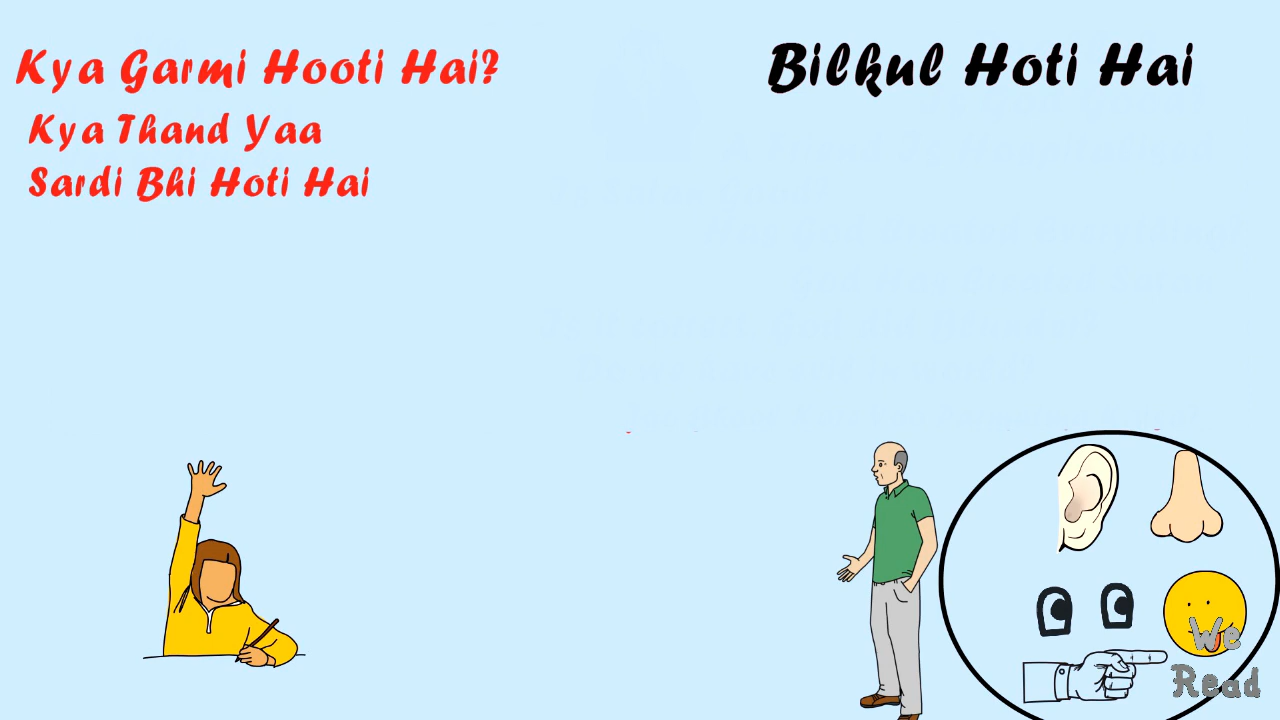 Kya Garmi Hooti Hai?
Kya Thand Yaa
Sardi Bhi Hoti Hai
Bilkul Hoti Hai
We
Read